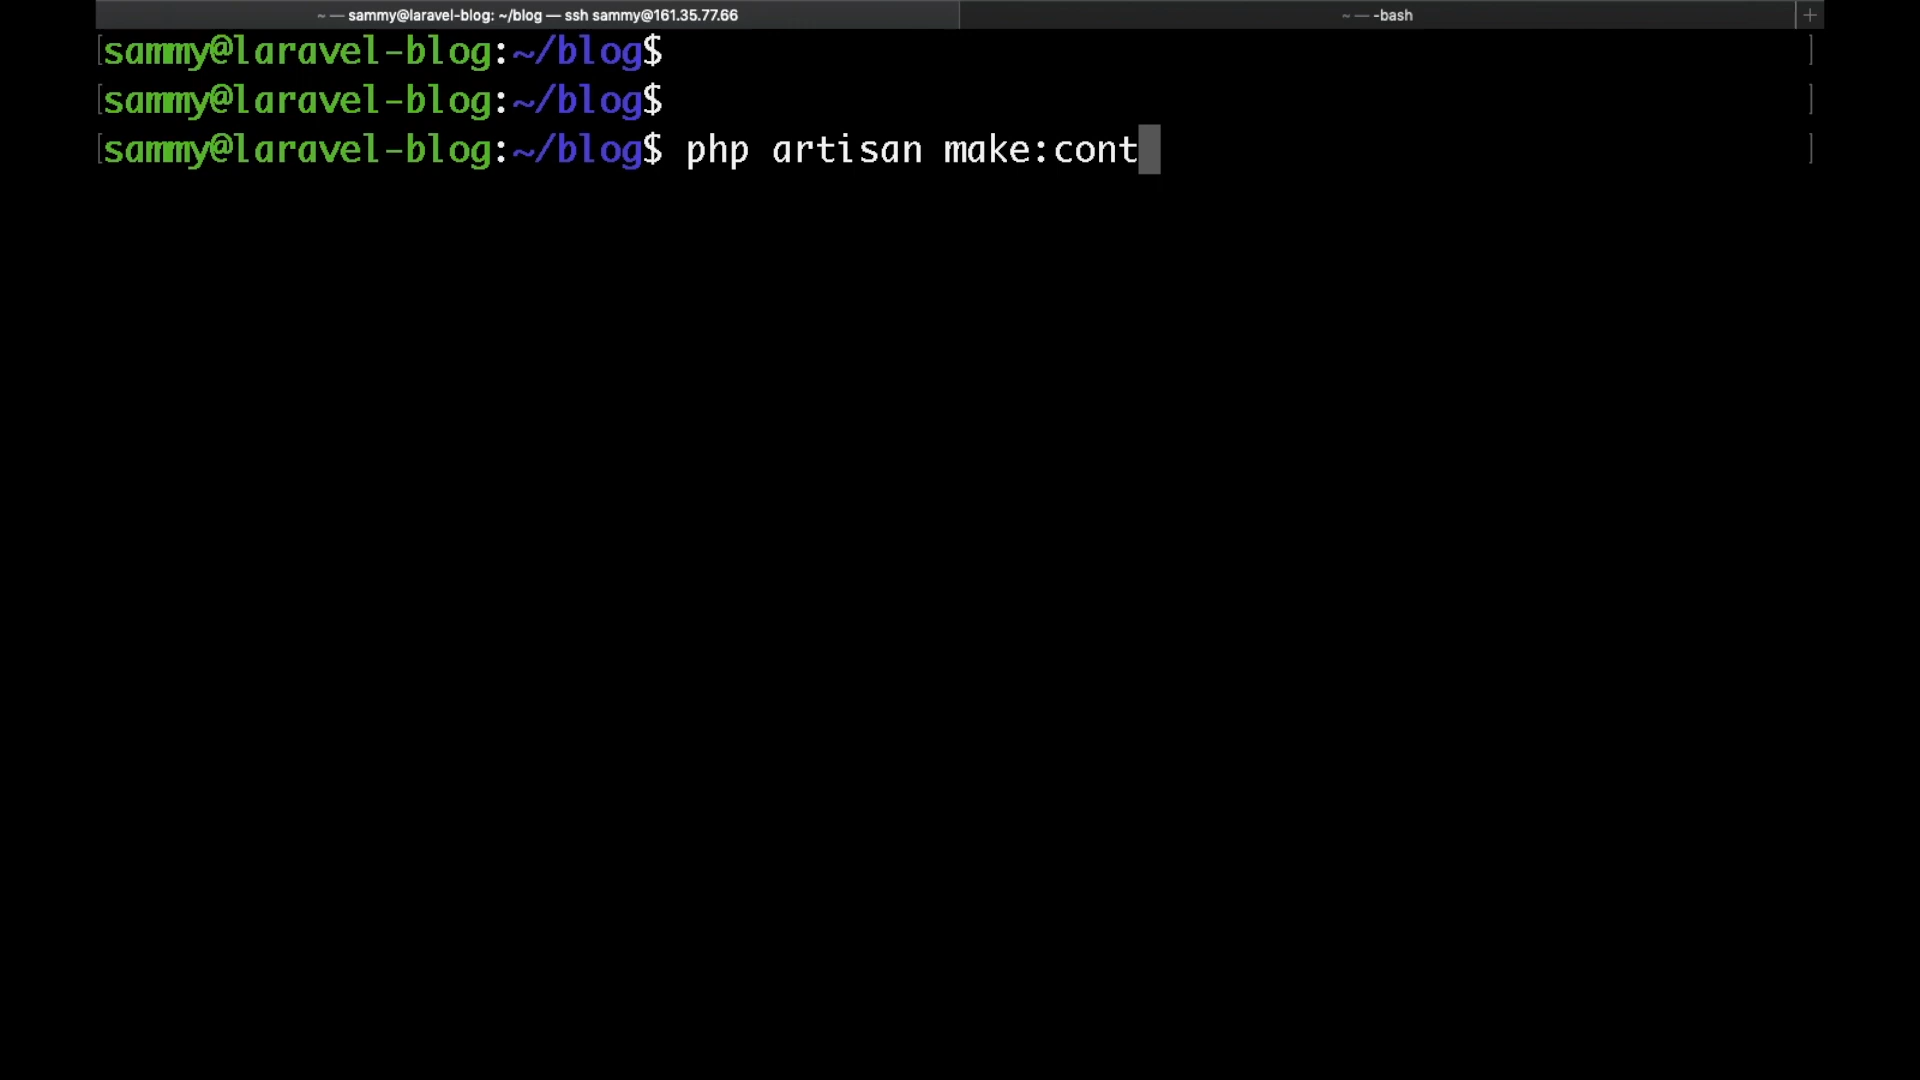 ~ — sammy@laravel-blog: ~/blog — ssh sammy@161.35.77.66
~ — -bash
+
[sammy@laravel-blog:~/blog$ ]
[sammy@laravel-blog:~/blog$ ]
[sammy@laravel-blog:~/blog$ php artisan make:cont ]